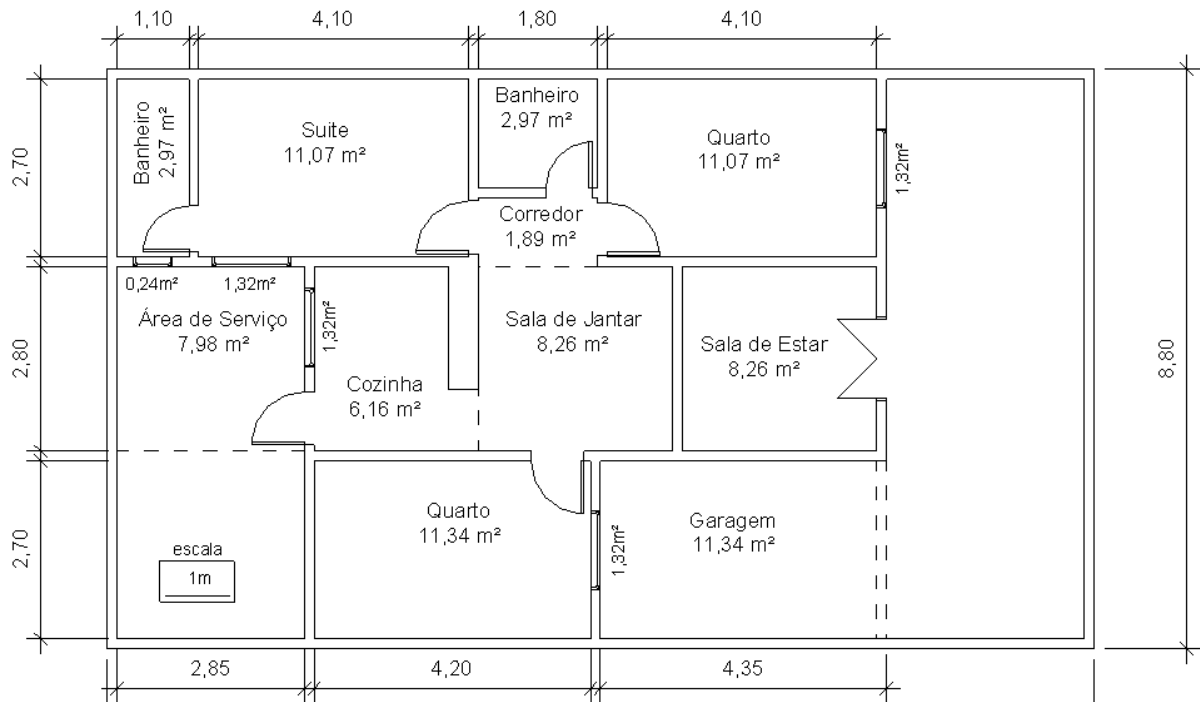 1,10
4,10
1,80
4,10
2,70
Banheiro
2,97 m²
Suite
11,07 m²
Banheiro
2,97 m²
Quarto
11,07 m²
1,32m²
Corredor
1,89 m²
2,80
0,24m²
1,32m²
Área de Serviço
7,98 m²
1,32m²
Cozinha
6,16 m²
Sala de Jantar
8,26 m²
Sala de Estar
8,26 m²
8,80
2,70
escala
1m
Quarto
11,34 m²
1,32m²
Garagem
11,34 m²
2,85
4,20
4,35